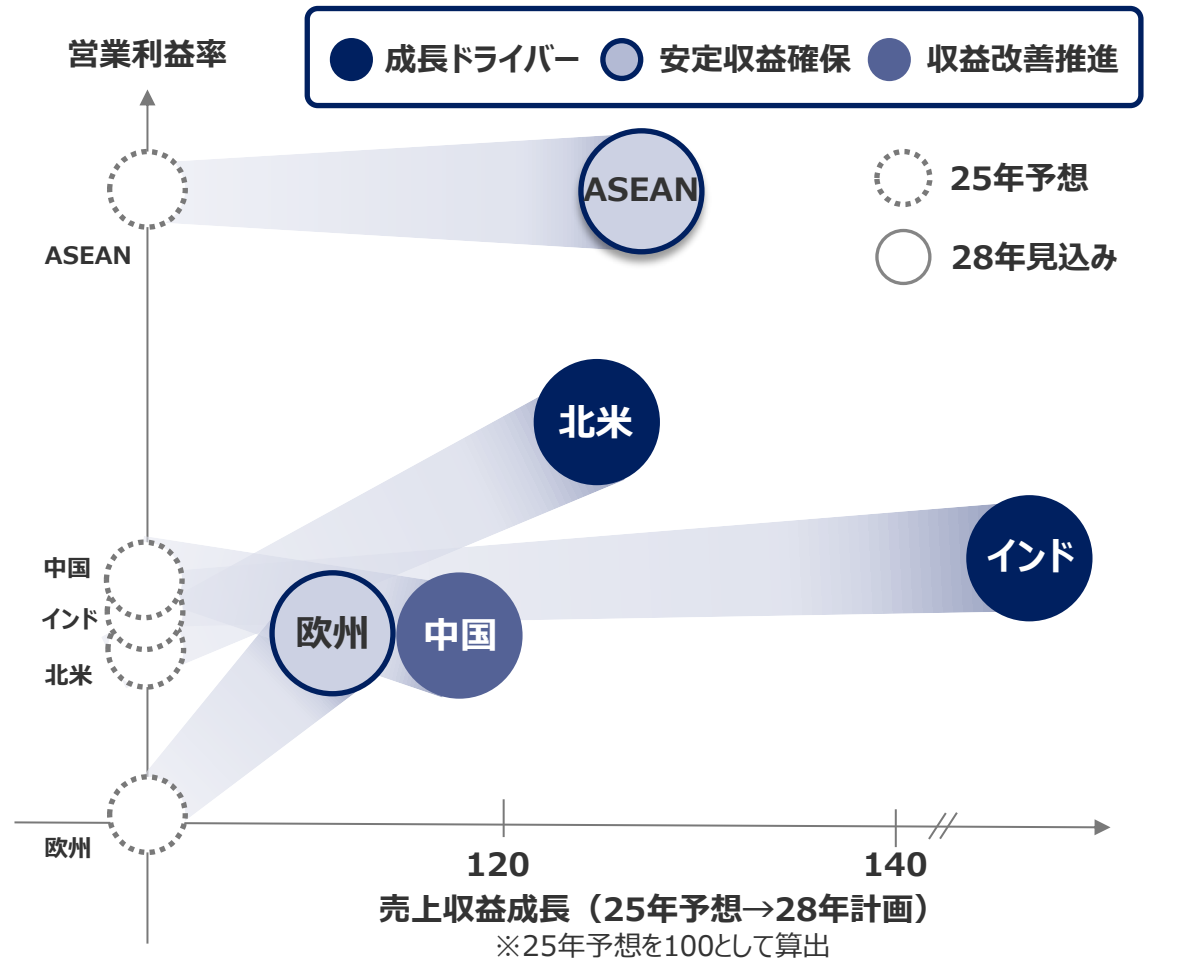 営業利益率
成長ドライバー 安定収益確保 収益改善推進
25年予想
28年見込み
ASEAN
ASEAN
北米
中国
インド
北米
インド
欧州
中国
欧州
120
140
売上収益成長（25年予想→28年計画）
※25年予想を100として算出